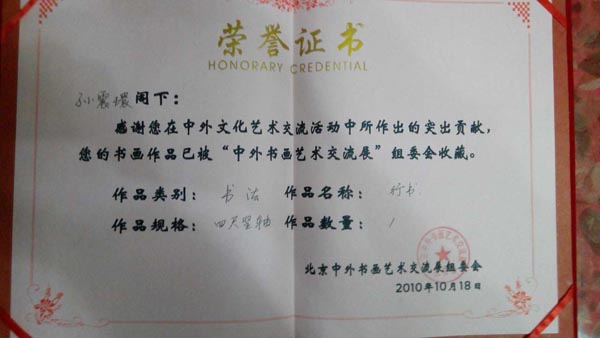 荣誉证书
HONORARY CREDENTIAL
孙震環阁下：
感谢您在中外文化艺术交流活动中所作出的突出贡献，
您的书画作品已被“中外书画艺术交流展”组委会收藏。
作品类别： 书法 作品名称： 行书
作品规格： 四尺竖轴 作品数量： 1
北京中外书画艺术交流展组委会
2010年10月18日